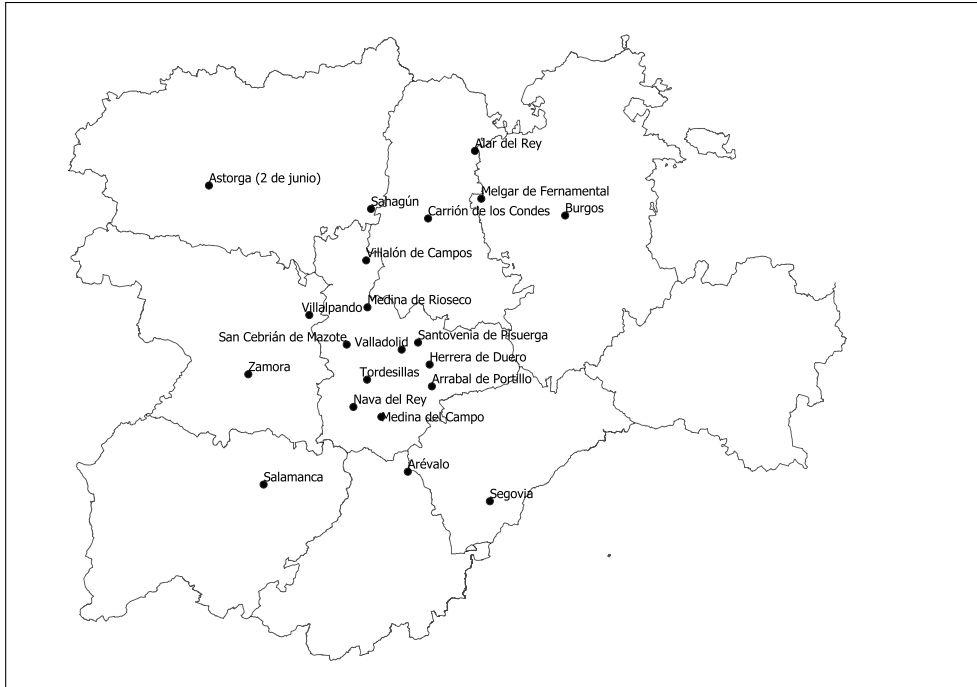 Alar del Rey
Astorga (2 de junio)
Melgar de Fernamental
Sahagún
Carrión de los Condes
Burgos
Villalón de Campos
Medina de Rioseco
Villalpando
San Cebrián de Mazote
Valladolid
Santovenia de Pisuerga
Herrera de Duero
Zamora
Tordesillas
Arrabal de Portillo
Nava del Rey
Medina del Campo
Arévalo
Salamanca
Segovia